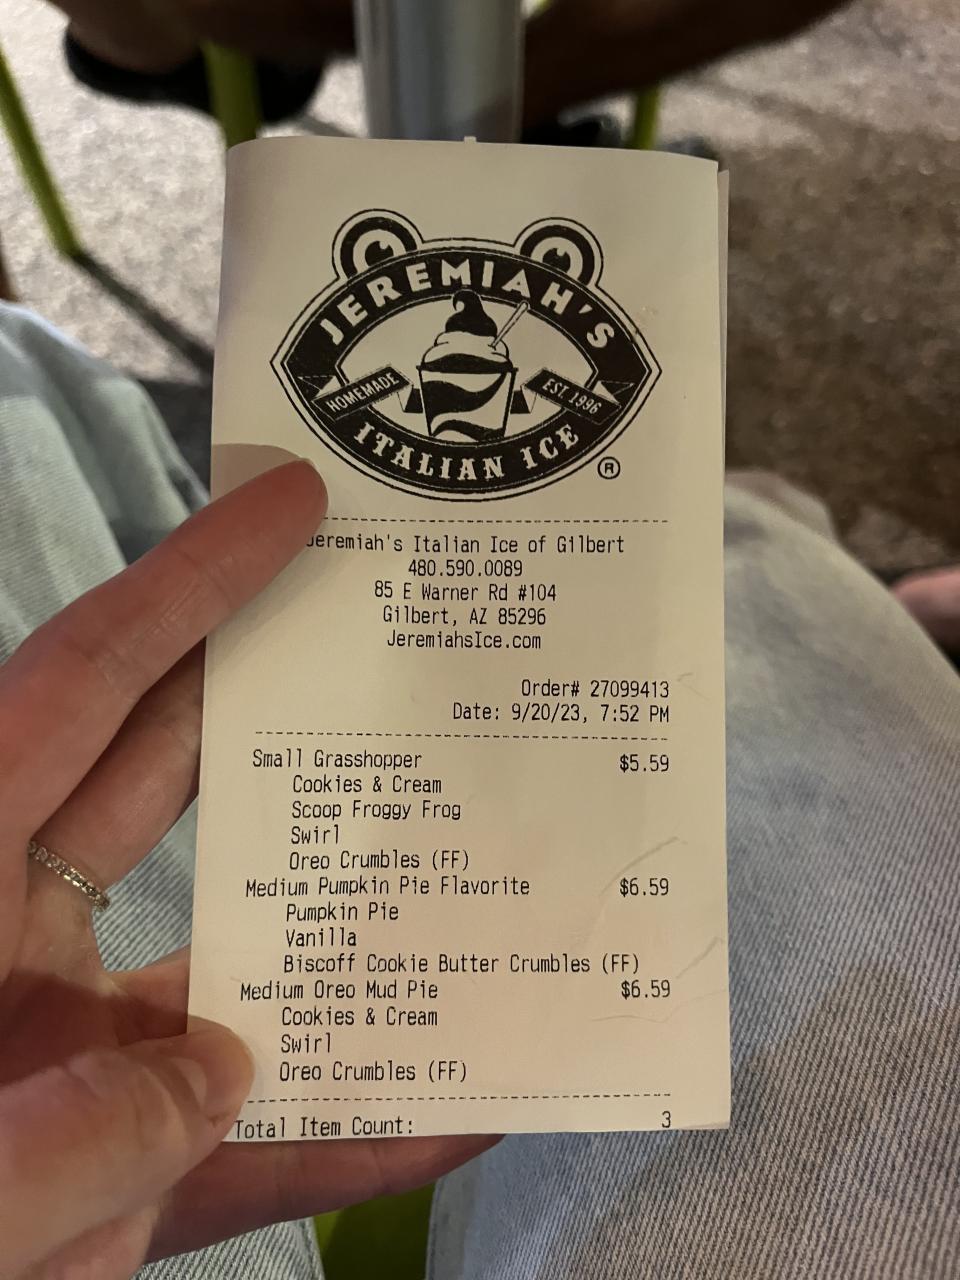 JEREMIAH'S
HOMEMADE
EST. 1996
ITALIAN ICE
®
Jeremiah's Italian Ice of Gilbert
480.590.0089
85 E Warner Rd #104
Gilbert, AZ 85296
JeremiahsIce.com
Order# 27099413
Date: 9/20/23, 7:52 PM
Small Grasshopper $5.59
Cookies & Cream
Scoop Froggy Frog
Swirl
Oreo Crumbles (FF)
Medium Pumpkin Pie Flavorite $6.59
Pumpkin Pie
Vanilla
Biscoff Cookie Butter Crumbles (FF)
Medium Oreo Mud Pie $6.59
Cookies & Cream
Swirl
Oreo Crumbles (FF)
Total Item Count: 3